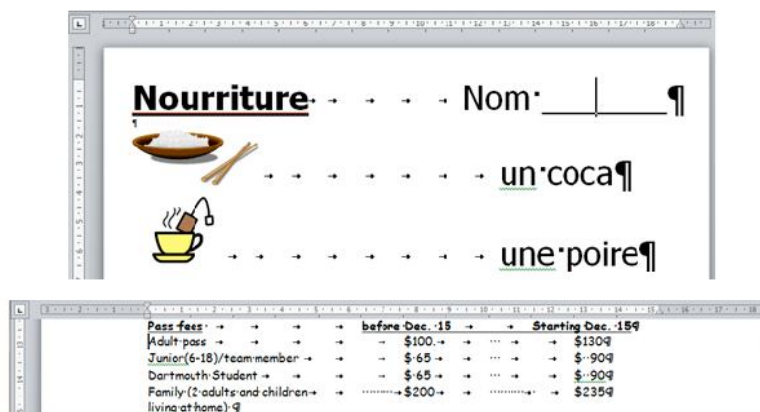 Nourriture Nom ______
un coca
une poire
Pass fees before Dec. 15 Starting Dec. 15
Adult pass $100. $130
Junior(6-18)/team member $ 65 $ 90
Dartmouth Student $ 65 $ 90
Family (2 adults and children $200 $235
living at home)